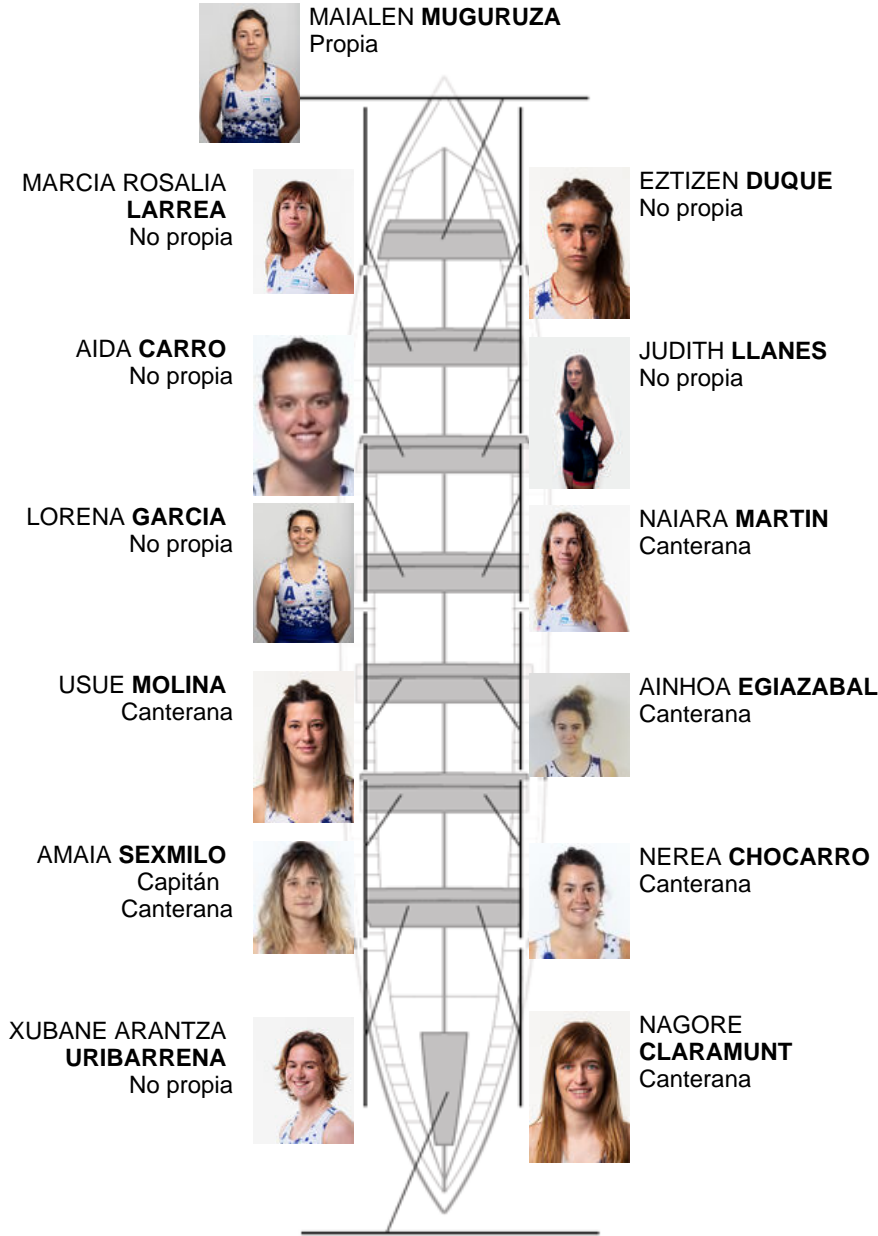 MAIALEN MUGURUZA
Propia
MARCIA ROSALIA
LARREA
No propia
EZTIZEN DUQUE
No propia
AIDA CARRO
No propia
JUDITH LLANES
No propia
LORENA GARCIA
No propia
NAIARA MARTIN
Canterana
USUE MOLINA
Canterana
AINHOA EGIAZABAL
Canterana
AMAIA SEXMILO
Capitán
Canterana
NEREA CHOCARRO
Canterana
XUBANE ARANTZA
URIBARRENA
No propia
NAGORE
CLARAMUNT
Canterana